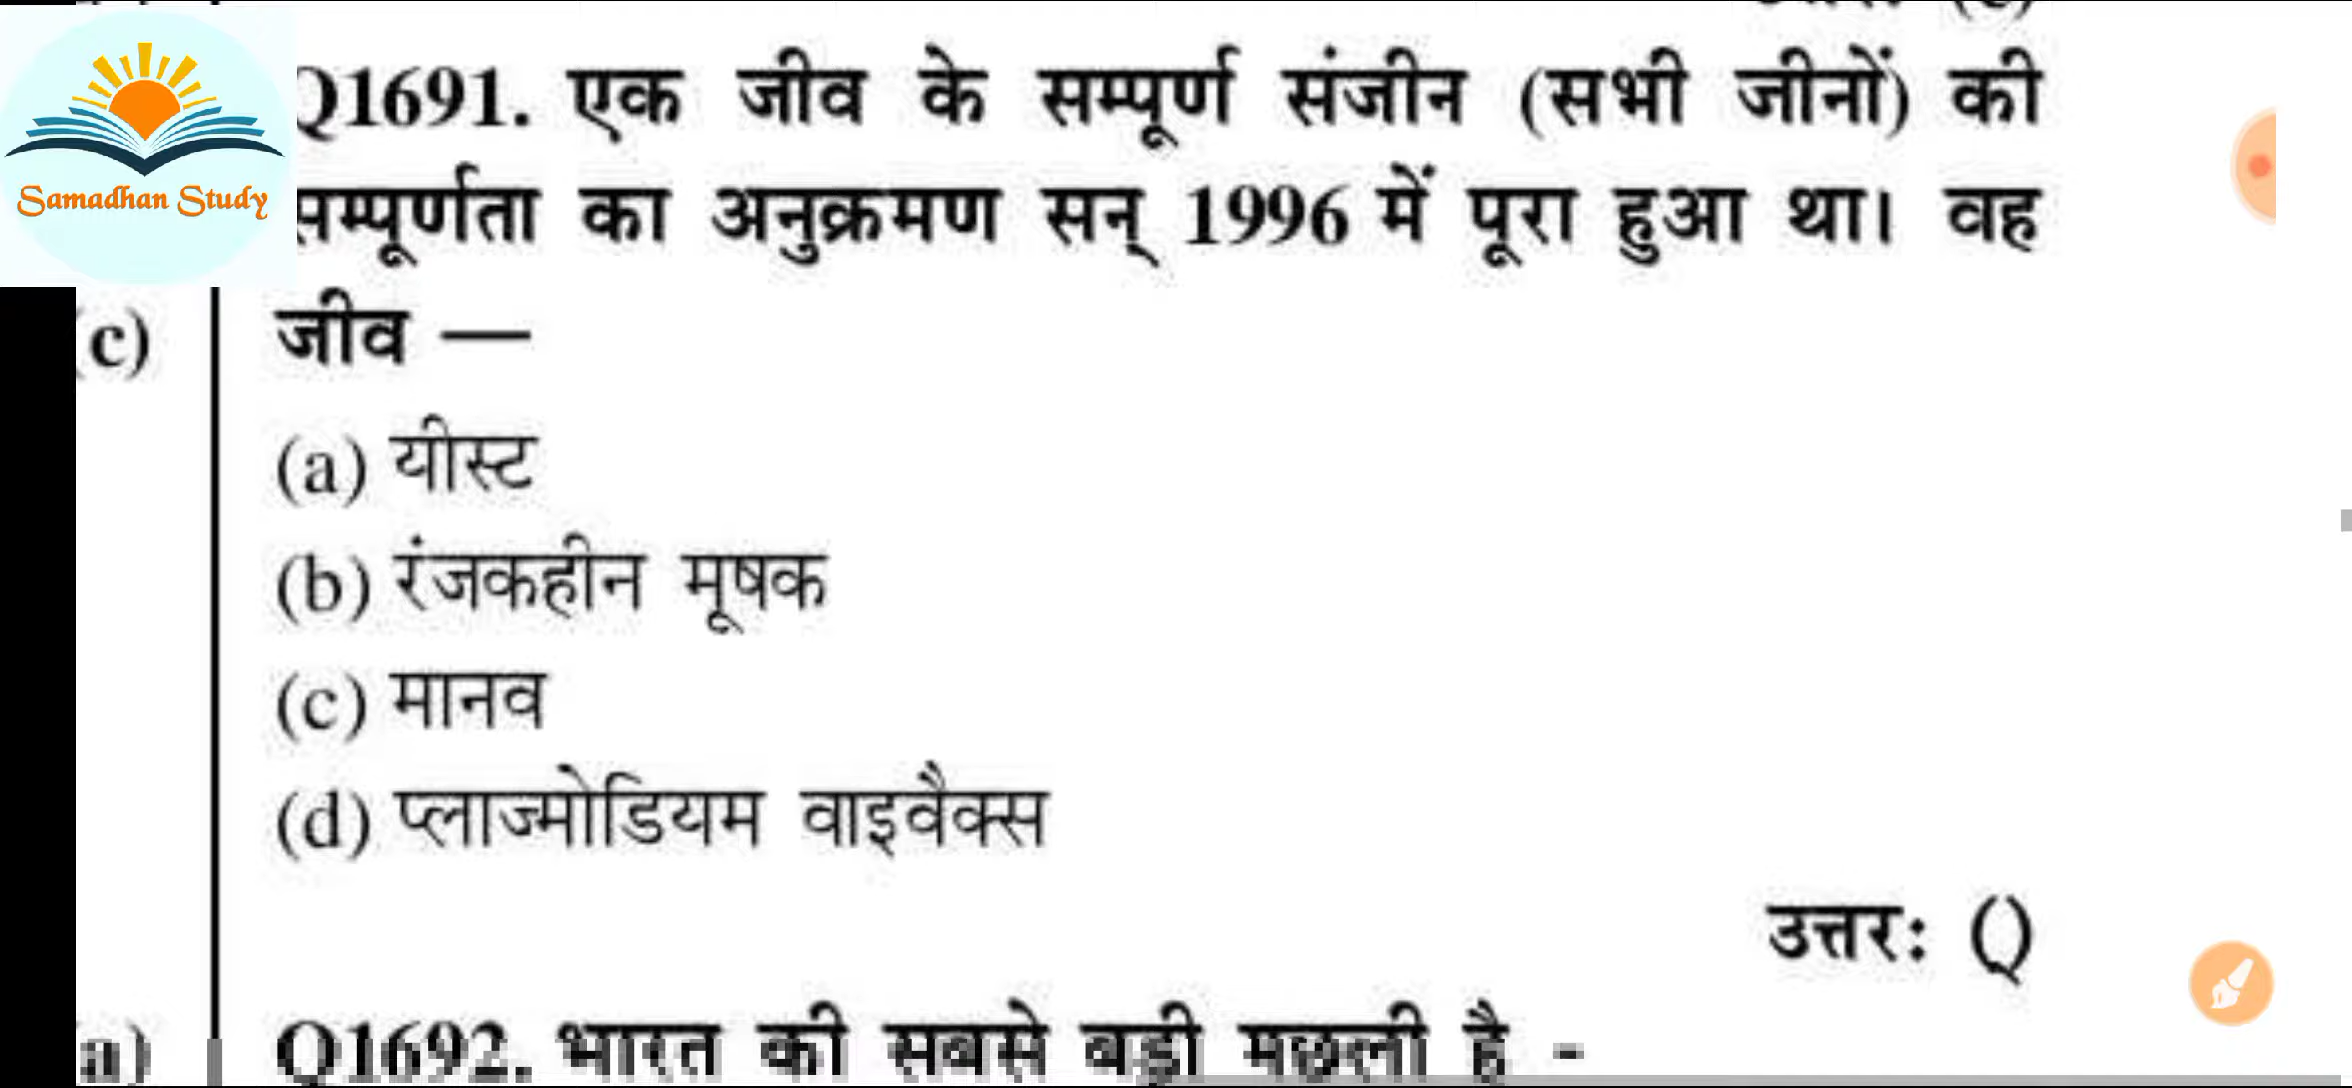 Samadhan Study
Q1691. एक जीव के सम्पूर्ण संजीन (सभी जीनों) की
सम्पूर्णता का अनुक्रमण सन् 1996 में पूरा हुआ था। वह
जीव —
(a) यीस्ट
(b) रंजकहीन मूषक
(c) मानव
(d) प्लाज्मोडियम वाइवैक्स
उत्तरः ()
Q1692. भारत की सबसे बड़ी मछली है -
c)
a)